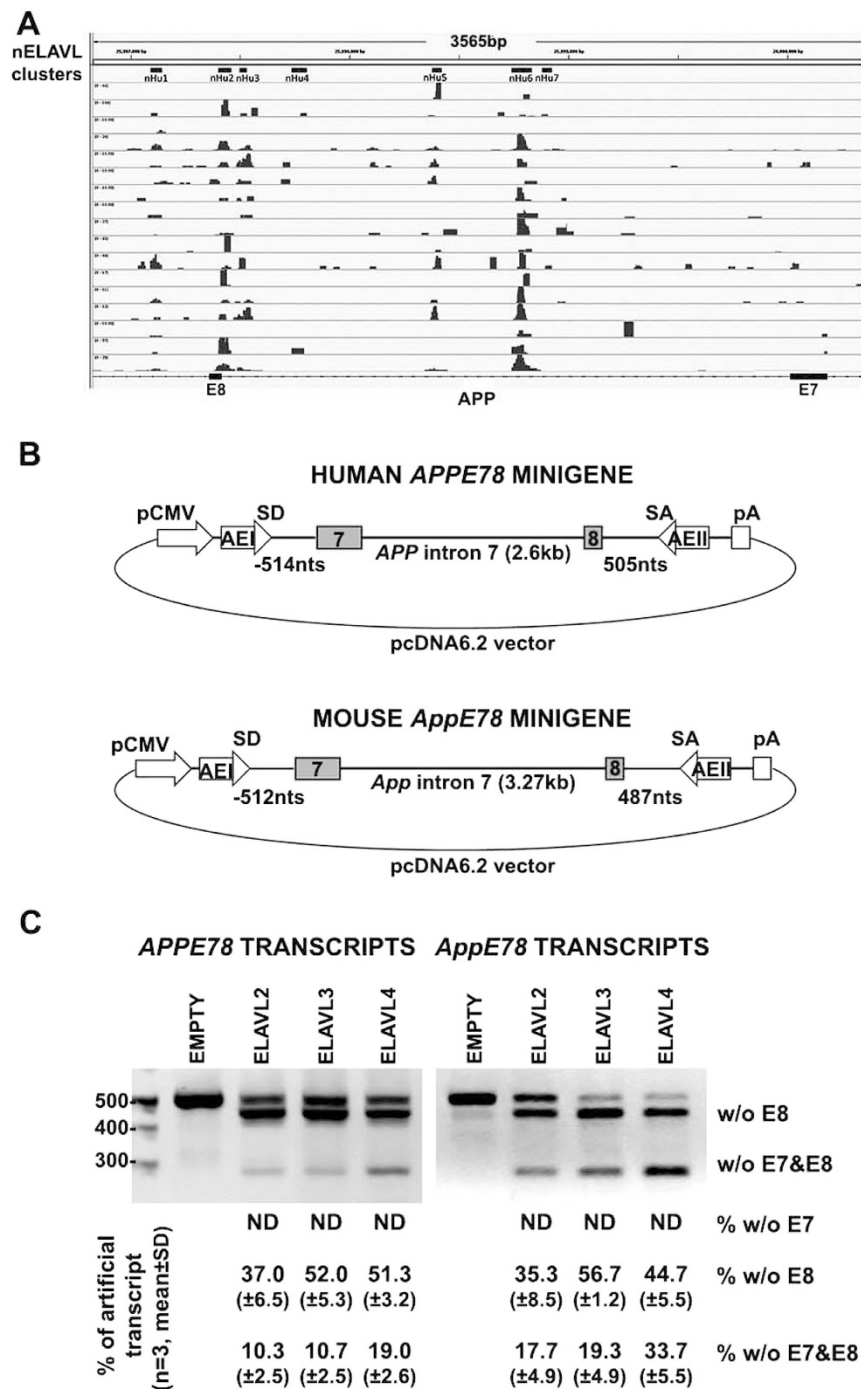 A
nELAVL
clusters
3565bp
nHu1 nHu2 nHu3 nHu4 nHu5 nHu6 nHu7
E8 APP E7
B
HUMAN APPE78 MINIGENE
pCMV SD SA pA
AEI 7 8 AEII
-514nts APP intron 7 (2.6kb) 505nts
pcDNA6.2 vector
MOUSE AppE78 MINIGENE
pCMV SD SA pA
AEI 7 8 AEII
-512nts App intron 7 (3.27kb) 487nts
pcDNA6.2 vector
C
APPE78 TRANSCRIPTS AppE78 TRANSCRIPTS
EMPTY ELAVL2 ELAVL3 ELAVL4 EMPTY ELAVL2 ELAVL3 ELAVL4
500-
400-
300-
w/o E8
w/o E7&E8
% of artificial
transcript
(n=3, mean±SD)
ND ND ND ND ND ND % w/o E7
37.0 52.0 51.3 35.3 56.7 44.7 % w/o E8
(±6.5) (±5.3) (±3.2) (±8.5) (±1.2) (±5.5)
10.3 10.7 19.0 17.7 19.3 33.7 % w/o E7&E8
(±2.5) (±2.5) (±2.6) (±4.9) (±4.9) (±5.5)